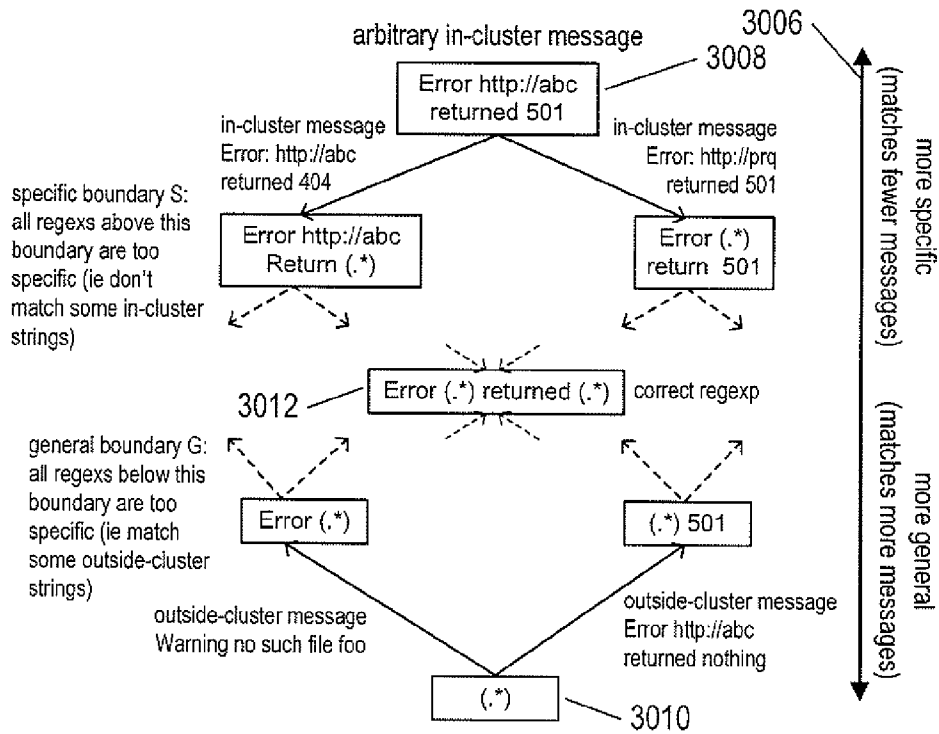 3006
arbitrary in-cluster message
3008
Error http://abc
returned 501
in-cluster message
Error: http://abc
returned 404
in-cluster message
Error: http://prq
returned 501
more specific
(matches fewer messages)
specific boundary S:
all regexs above this
boundary are too
specific (ie don't
match some in-cluster
strings)
Error http://abc
Return (.*)
Error (.*)
return 501
3012
Error (.*) returned (.*)
correct regexp
general boundary G:
all regexs below this
boundary are too
specific (ie match
some outside-cluster
strings)
Error (.*)
(.*) 501
more general
(matches more messages)
outside-cluster message
Warning no such file foo
outside-cluster message
Error http://abc
returned nothing
(.*)
3010